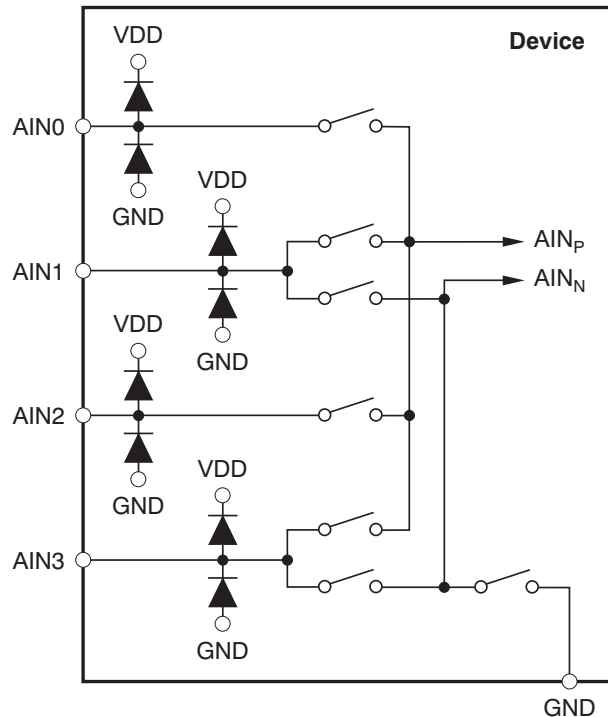 VDD
Device
AIN0
VDD
GND
AINP
AIN1
AINN
VDD
GND
AIN2
VDD
GND
AIN3
GND
GND